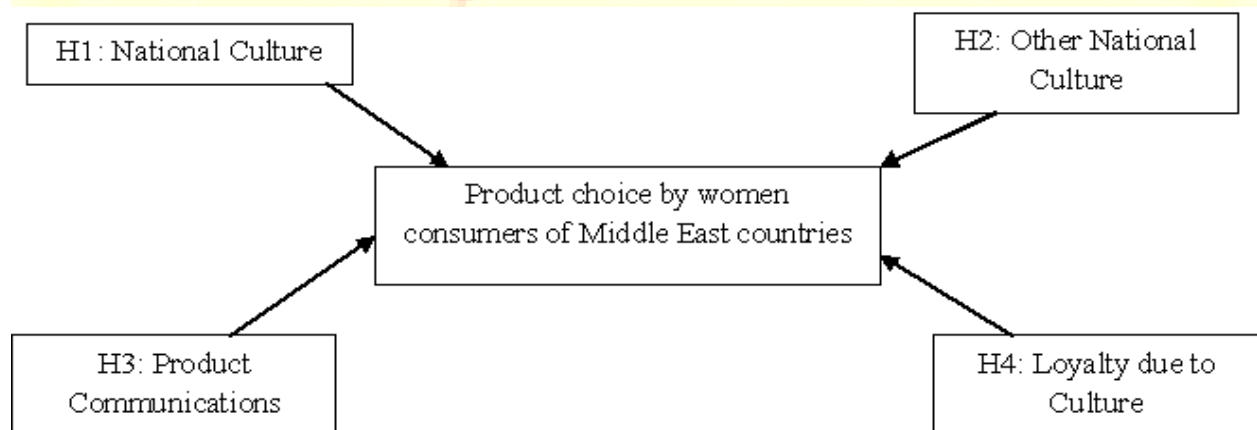 H1: National Culture
H2: Other National
Culture
Product choice by women
consumers of Middle East countries
H3: Product
Communications
H4: Loyalty due to
Culture